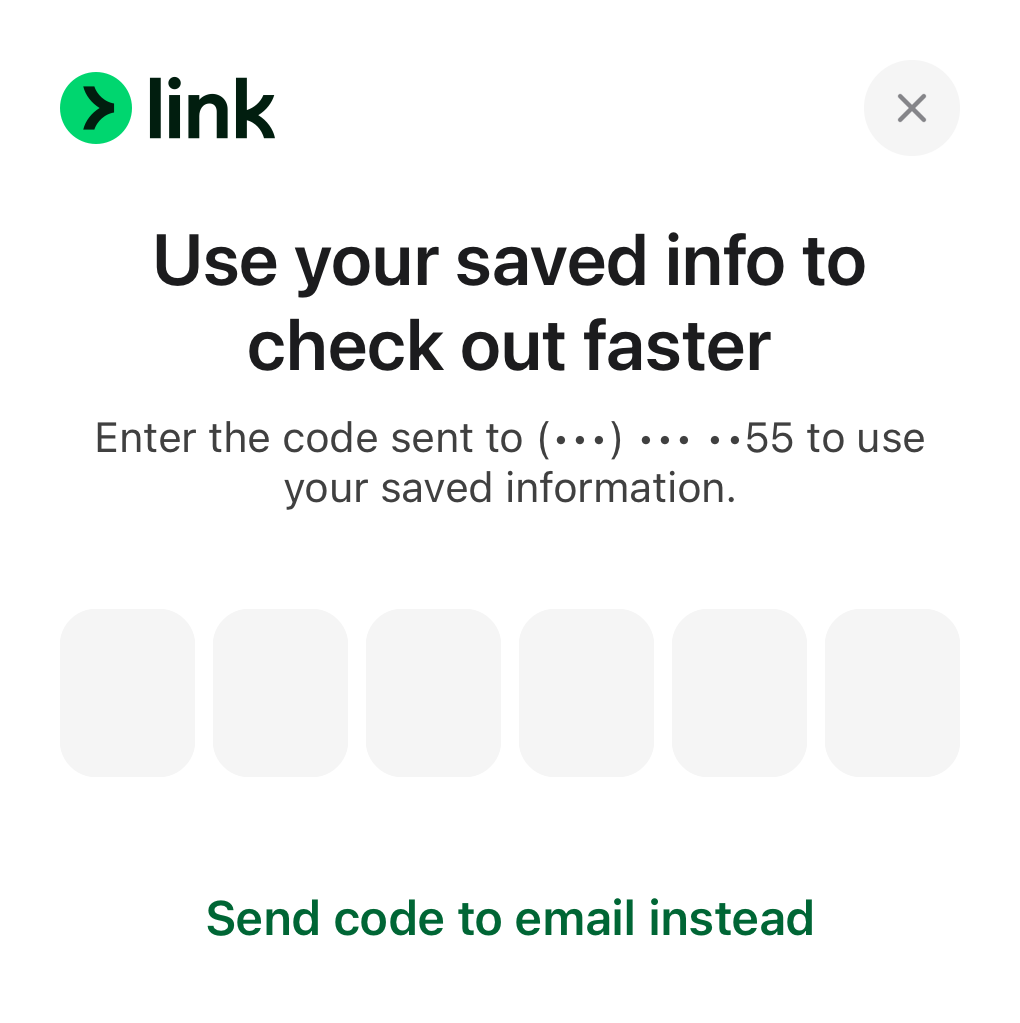 link
Use your saved info to
check out faster
Enter the code sent to (•••) ••• ••55 to use
your saved information.
Send code to email instead